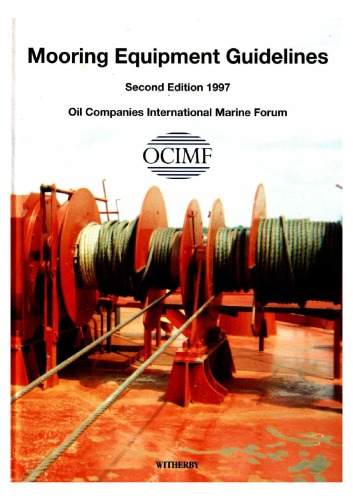 Mooring Equipment Guidelines
Second Edition 1997
Oil Companies International Marine Forum
OCIMF
WITHERBY